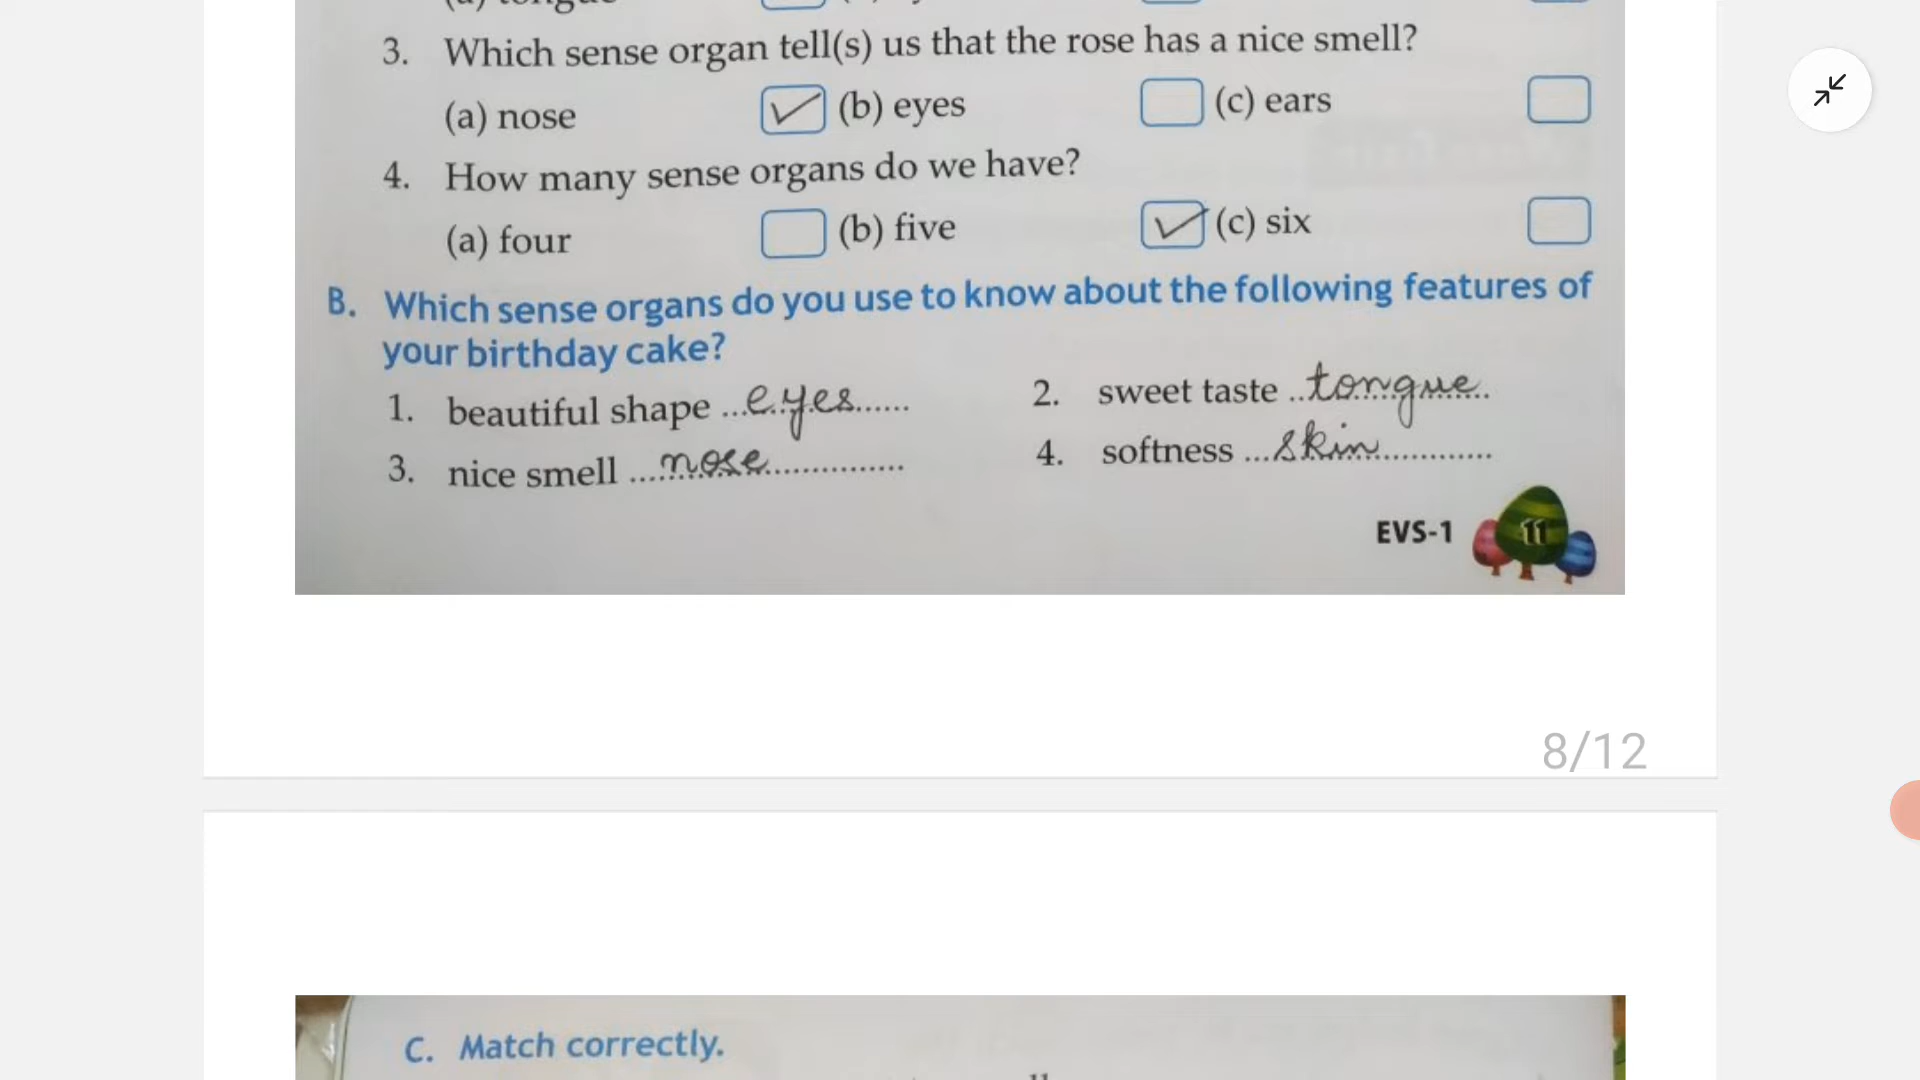 3. Which sense organ tell(s) us that the rose has a nice smell?
(a) nose (b) eyes (c) ears
4. How many sense organs do we have?
(a) four (b) five (c) six
B. Which sense organs do you use to know about the following features of
your birthday cake?
1. beautiful shape ...eyes...... 2. sweet taste ..tongue..
3. nice smell ....nose............... 4. softness ...skin............
EVS-1 11
8/12
C. Match correctly.